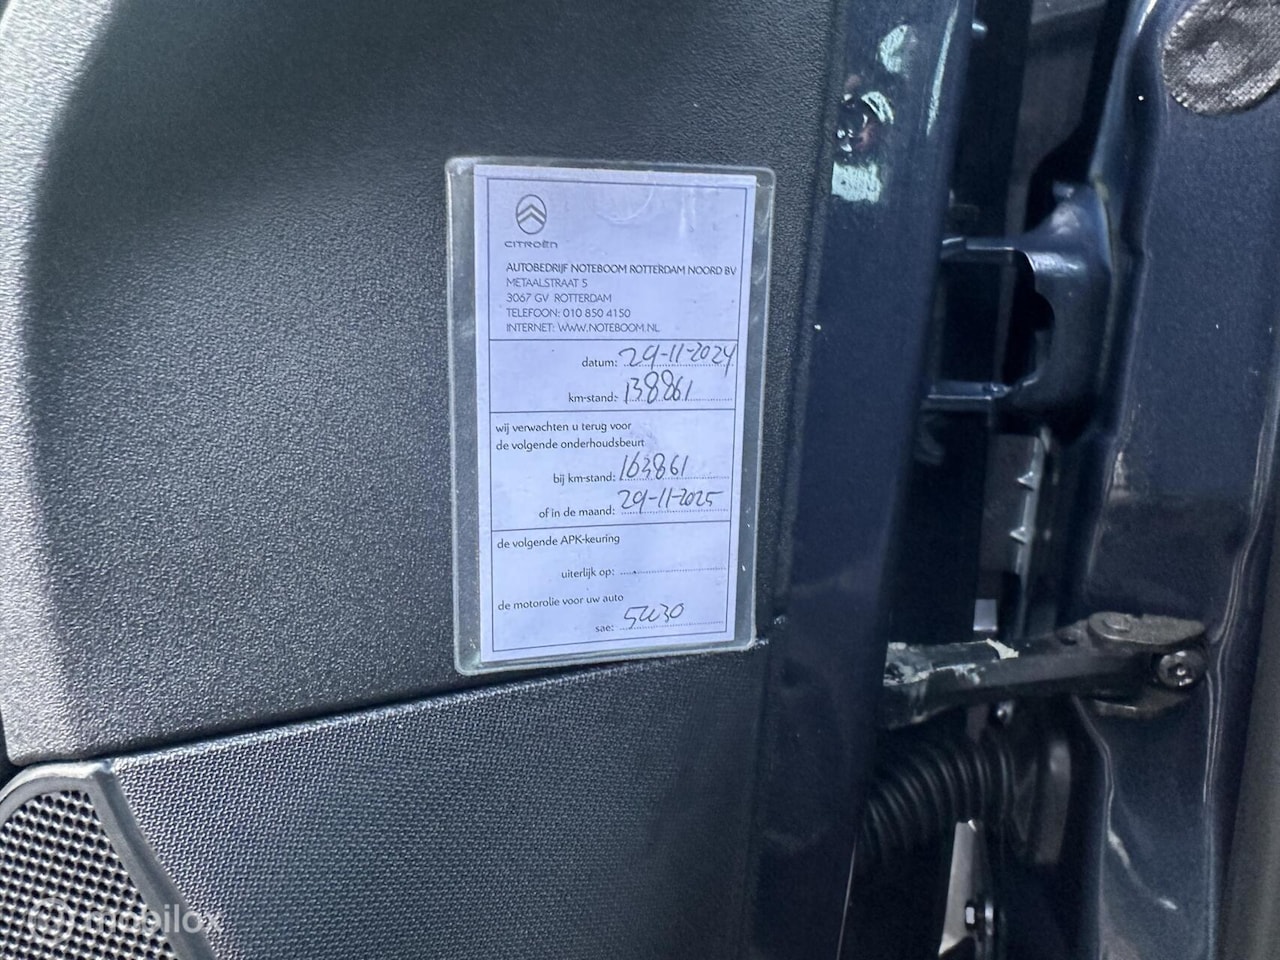 CITROËN
AUTOBEDRIJF NOTEBOOM ROTTERDAM NOORD BV
METAALSTRAAT 5
3067 GV ROTTERDAM
TELEFOON: 010 850 4150
INTERNET: WWW.NOTEBOOM.NL
datum: 29-11-2024
km-stand: 138861
wij verwachten u terug voor
de volgende onderhoudsbeurt
bij km-stand: 163861
of in de maand: 29-11-2025
de volgende APK-keuring
uiterlijk op:
de motorolie voor uw auto
sae: 5W30
mobilox